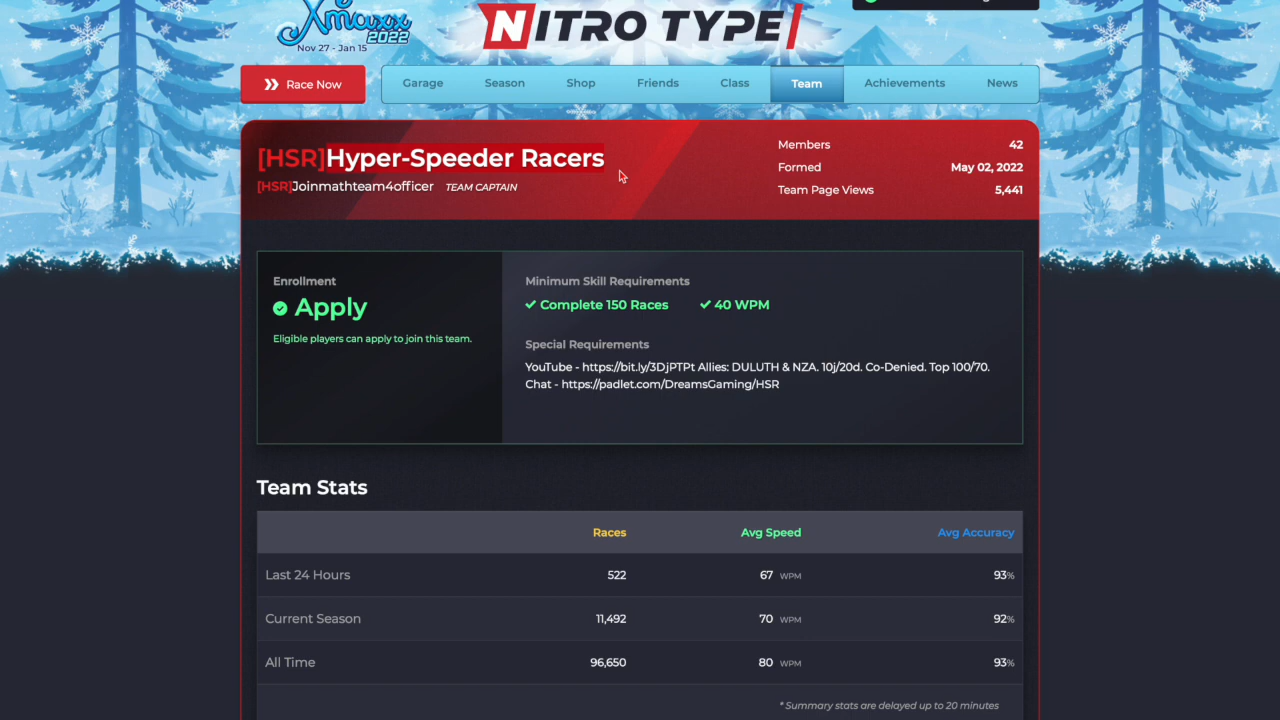 Xmaxx
2022
Nov 27 - Jan 15
NITRO TYPE
Race Now
Garage
Season
Shop
Friends
Class
Team
Achievements
News
[HSR]Hyper-Speeder Racers
[HSR]Joinmathteam4officer TEAM CAPTAIN
Members 42
Formed May 02, 2022
Team Page Views 5,441
Enrollment
Apply
Eligible players can apply to join this team.
Minimum Skill Requirements
Complete 150 Races 40 WPM
Special Requirements
YouTube - https://bit.ly/3DjPTPt Allies: DULUTH & NZA. 10j/20d. Co-Denied. Top 100/70.
Chat - https://padlet.com/DreamsGaming/HSR
Team Stats
Races Avg Speed Avg Accuracy
Last 24 Hours 522 67 WPM 93%
Current Season 11,492 70 WPM 92%
All Time 96,650 80 WPM 93%
* Summary stats are delayed up to 20 minutes